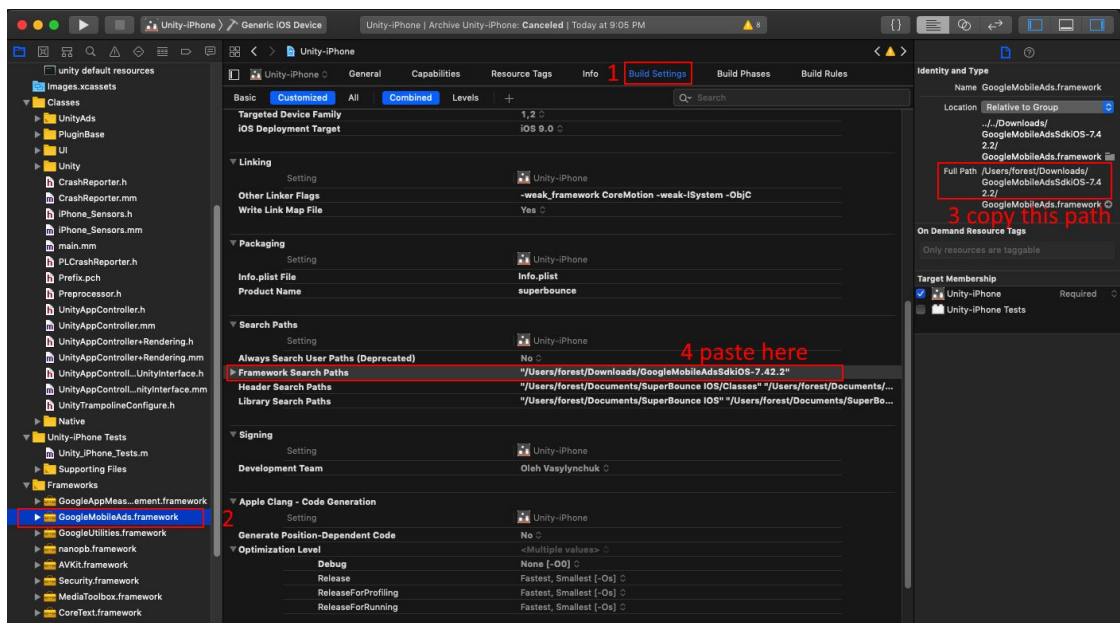 Unity-iPhone
Generic iOS Device
Unity-iPhone | Archive Unity-iPhone: Canceled | Today at 9:05 PM
8
unity default resources
Images.xcassets
Classes
UnityAds
PluginBase
UI
Unity
CrashReporter.h
CrashReporter.mm
iPhone_Sensors.h
iPhone_Sensors.mm
main.mm
PLCrashReporter.h
Prefix.pch
Preprocessor.h
UnityAppController.h
UnityAppController.mm
UnityAppController+Rendering.h
UnityAppController+Rendering.mm
UnityAppControll...UnityInterface.h
UnityAppControll...nityInterface.mm
UnityTrampolineConfigure.h
Native
Unity-iPhone Tests
Unity_iPhone_Tests.m
Supporting Files
Frameworks
GoogleAppMeas...ement.framework
GoogleMobileAds.framework
2
GoogleUtilities.framework
nanopb.framework
AVKit.framework
Security.framework
MediaToolbox.framework
CoreText.framework
Unity-iPhone
Unity-iPhone General Capabilities Resource Tags Info 1 Build Settings Build Phases Build Rules
Basic Customized All Combined Levels + Search
Targeted Device Family 1,2
iOS Deployment Target iOS 9.0
Linking
Setting Unity-iPhone
Other Linker Flags -weak_framework CoreMotion -weak-lSystem -ObjC
Write Link Map File Yes
Packaging
Setting Unity-iPhone
Info.plist File Info.plist
Product Name superbounce
Search Paths
Setting Unity-iPhone
4 paste here
Always Search User Paths (Deprecated) No
Framework Search Paths "/Users/forest/Downloads/GoogleMobileAdsSdkiOS-7.42.2"
Header Search Paths "/Users/forest/Documents/SuperBounce IOS/Classes" "/Users/forest/Documents/...
Library Search Paths "/Users/forest/Documents/SuperBounce IOS" "/Users/forest/Documents/SuperBo...
Signing
Setting Unity-iPhone
Development Team Oleh Vasylynchuk
Apple Clang - Code Generation
Setting Unity-iPhone
Generate Position-Dependent Code No
Optimization Level <Multiple values>
Debug None [-O0]
Release Fastest, Smallest [-Os]
ReleaseForProfiling Fastest, Smallest [-Os]
ReleaseForRunning Fastest, Smallest [-Os]
Identity and Type
Name GoogleMobileAds.framework
Location Relative to Group
../../Downloads/
GoogleMobileAdsSdkiOS-7.4
2.2/
GoogleMobileAds.framework
Full Path /Users/forest/Downloads/
GoogleMobileAdsSdkiOS-7.4
2.2/
GoogleMobileAds.framework
3 copy this path
On Demand Resource Tags
Only resources are taggable
Target Membership
Unity-iPhone Required
Unity-iPhone Tests